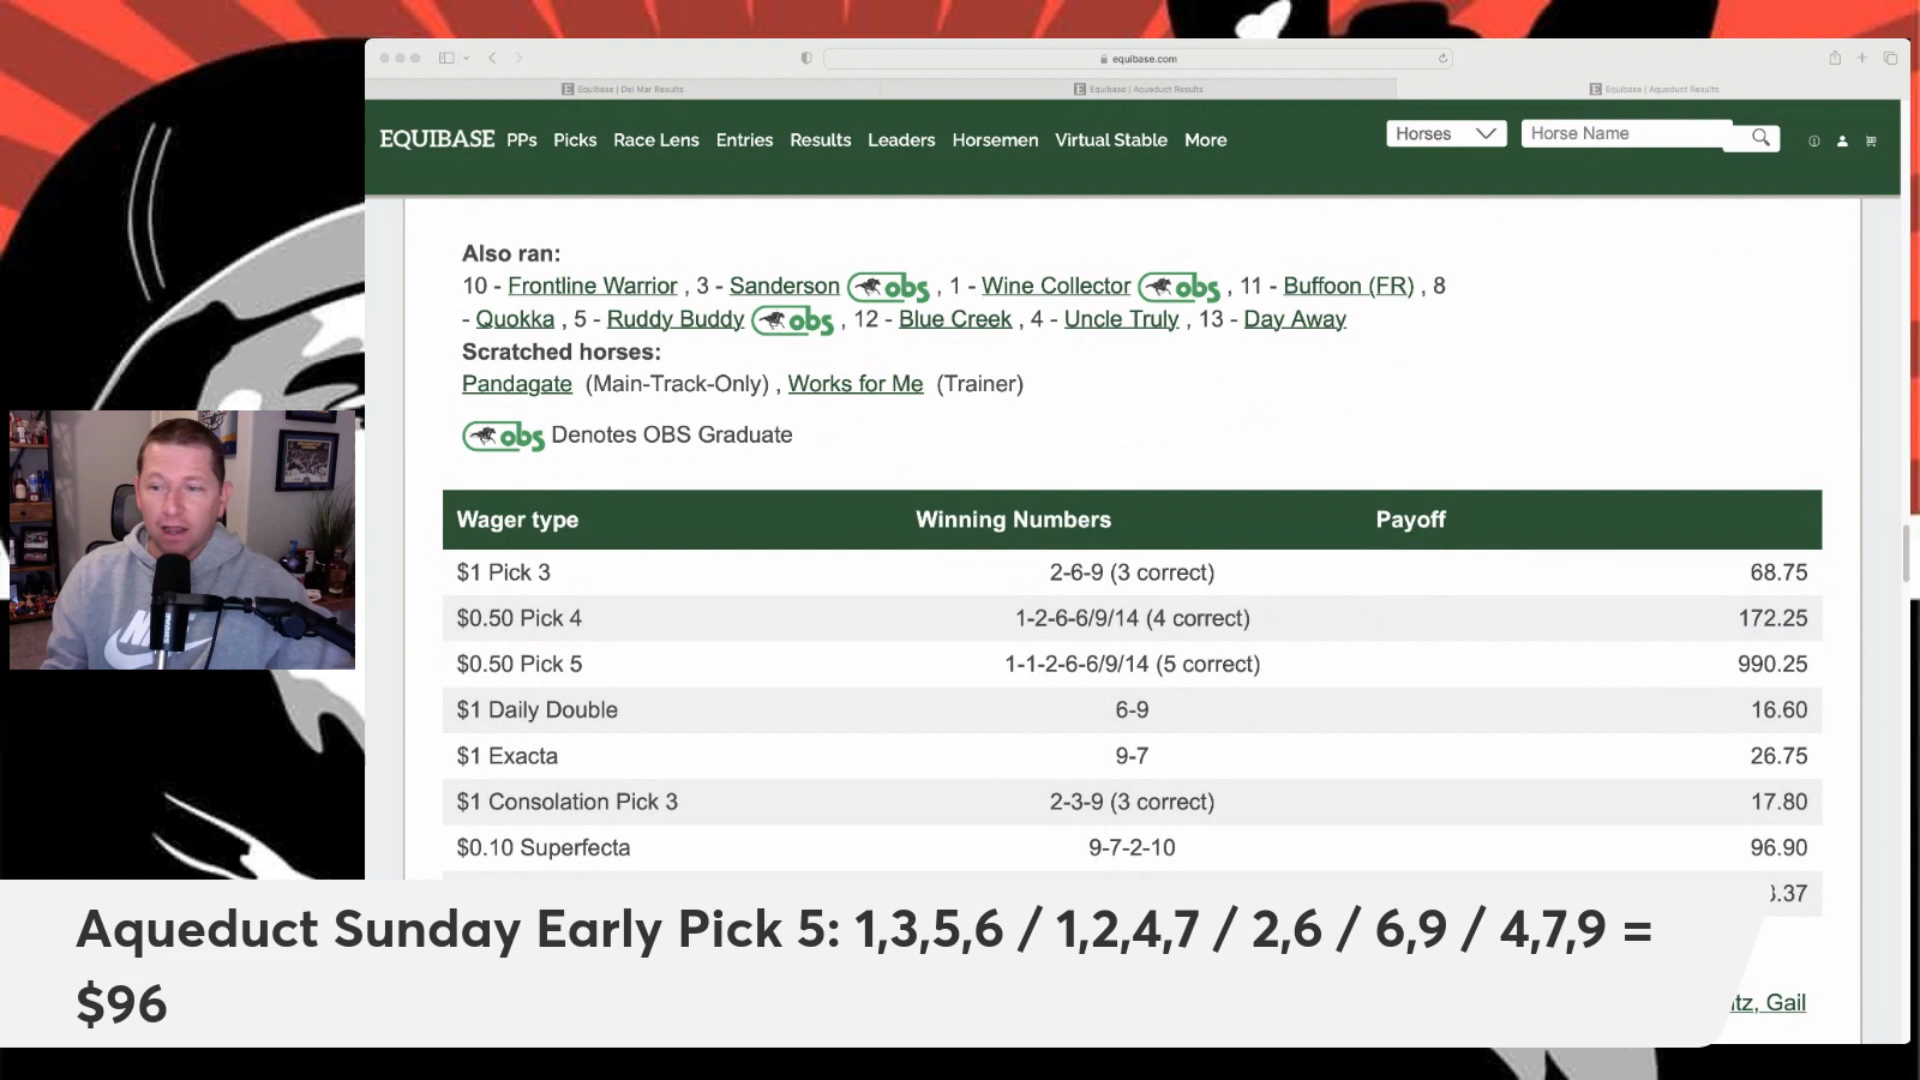 equibase.com
Equibase | Del Mar Results
Equibase | Aqueduct Results
Equibase | Aqueduct Results
EQUIBASE PPs Picks Race Lens Entries Results Leaders Horsemen Virtual Stable More
Horses
Horse Name
Also ran:
10 - Frontline Warrior , 3 - Sanderson obs , 1 - Wine Collector obs , 11 - Buffoon (FR) , 8
- Quokka , 5 - Ruddy Buddy obs , 12 - Blue Creek , 4 - Uncle Truly , 13 - Day Away
Scratched horses:
Pandagate (Main-Track-Only) , Works for Me (Trainer)
obs Denotes OBS Graduate
Wager type Winning Numbers Payoff
$1 Pick 3 2-6-9 (3 correct) 68.75
$0.50 Pick 4 1-2-6-6/9/14 (4 correct) 172.25
$0.50 Pick 5 1-1-2-6-6/9/14 (5 correct) 990.25
$1 Daily Double 6-9 16.60
$1 Exacta 9-7 26.75
$1 Consolation Pick 3 2-3-9 (3 correct) 17.80
$0.10 Superfecta 9-7-2-10 96.90
.37
Aqueduct Sunday Early Pick 5: 1,3,5,6 / 1,2,4,7 / 2,6 / 6,9 / 4,7,9 =
$96
tz, Gail